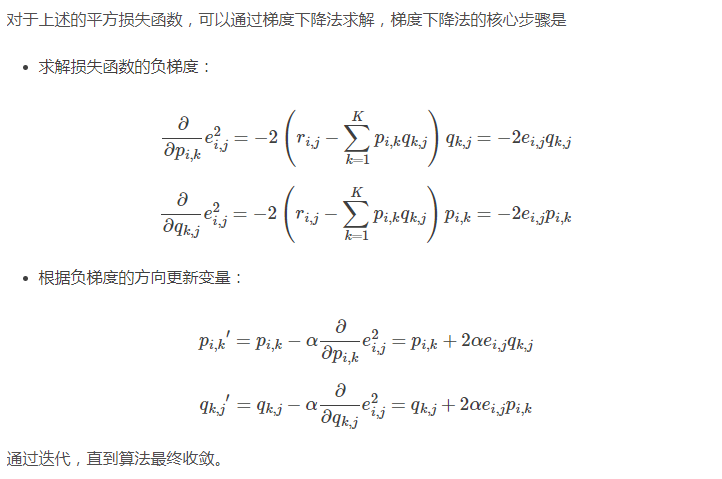 对于上述的平方损失函数，可以通过梯度下降法求解，梯度下降法的核心步骤是
• 求解损失函数的负梯度：
$\frac{\partial}{\partial p_{i,k}} e_{i,j}^2 = -2 \left( r_{i,j} - \sum_{k=1}^{K} p_{i,k} q_{k,j} \right) q_{k,j} = -2 e_{i,j} q_{k,j}$
$\frac{\partial}{\partial q_{k,j}} e_{i,j}^2 = -2 \left( r_{i,j} - \sum_{k=1}^{K} p_{i,k} q_{k,j} \right) p_{i,k} = -2 e_{i,j} p_{i,k}$
• 根据负梯度的方向更新变量：
$p_{i,k}{}' = p_{i,k} - \alpha \frac{\partial}{\partial p_{i,k}} e_{i,j}^2 = p_{i,k} + 2\alpha e_{i,j} q_{k,j}$
$q_{k,j}{}' = q_{k,j} - \alpha \frac{\partial}{\partial q_{k,j}} e_{i,j}^2 = q_{k,j} + 2\alpha e_{i,j} p_{i,k}$
通过迭代，直到算法最终收敛。